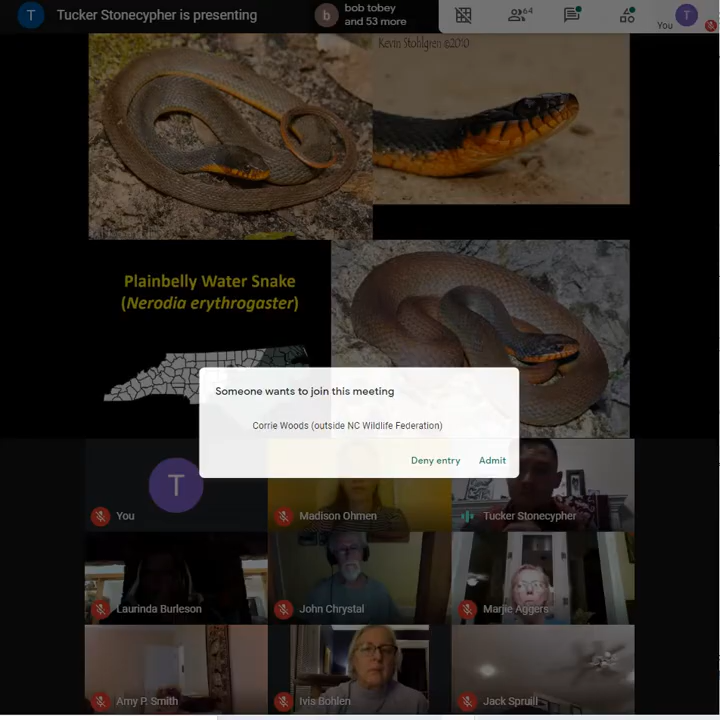 T Tucker Stonecypher is presenting
b bob tobey
and 53 more
64
You
T
Kevin Stohlgren ©2010
Plainbelly Water Snake
(Nerodia erythrogaster)
Someone wants to join this meeting
Corrie Woods (outside NC Wildlife Federation)
Deny entry Admit
T
You
Madison Ohmen
Tucker Stonecypher
Laurinda Burleson
John Chrystal
Marjie Aggers
Amy P. Smith
Ivis Bohlen
Jack Spruill